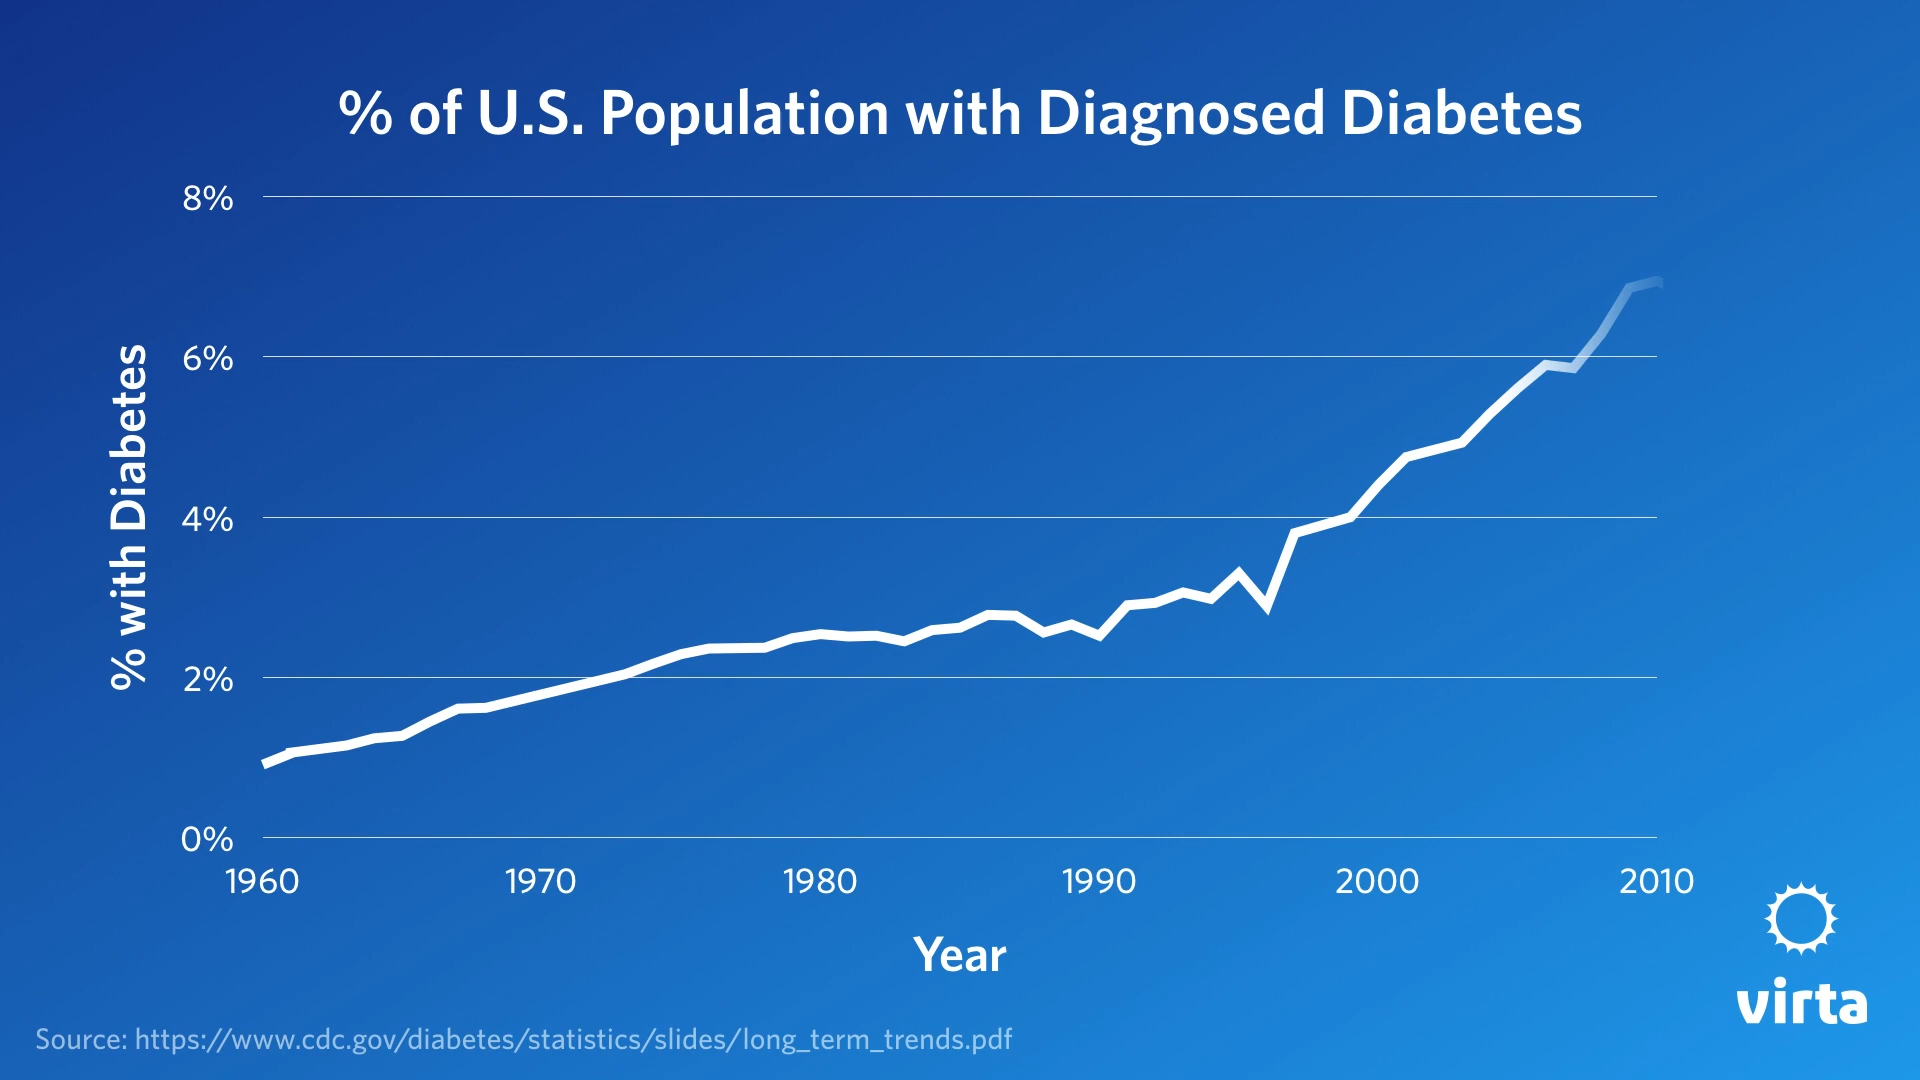 % of U.S. Population with Diagnosed Diabetes
8%
6%
4%
2%
0%
% with Diabetes
1960 1970 1980 1990 2000 2010
Year
virta
Source: https://www.cdc.gov/diabetes/statistics/slides/long_term_trends.pdf